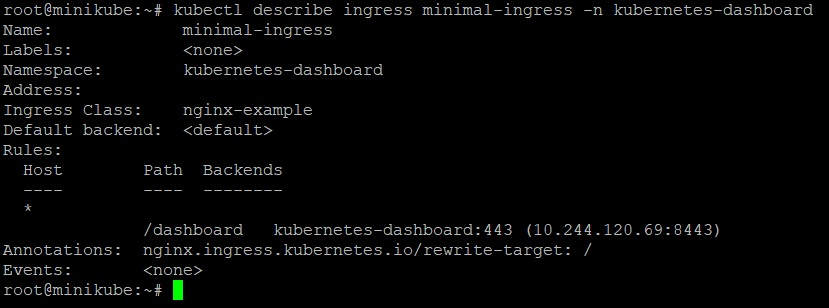 root@minikube:~# kubectl describe ingress minimal-ingress -n kubernetes-dashboard
Name:             minimal-ingress
Labels:           <none>
Namespace:        kubernetes-dashboard
Address:
Ingress Class:    nginx-example
Default backend:  <default>
Rules:
  Host        Path  Backends
  ----        ----  --------
  *
              /dashboard   kubernetes-dashboard:443 (10.244.120.69:8443)
Annotations:  nginx.ingress.kubernetes.io/rewrite-target: /
Events:       <none>
root@minikube:~#